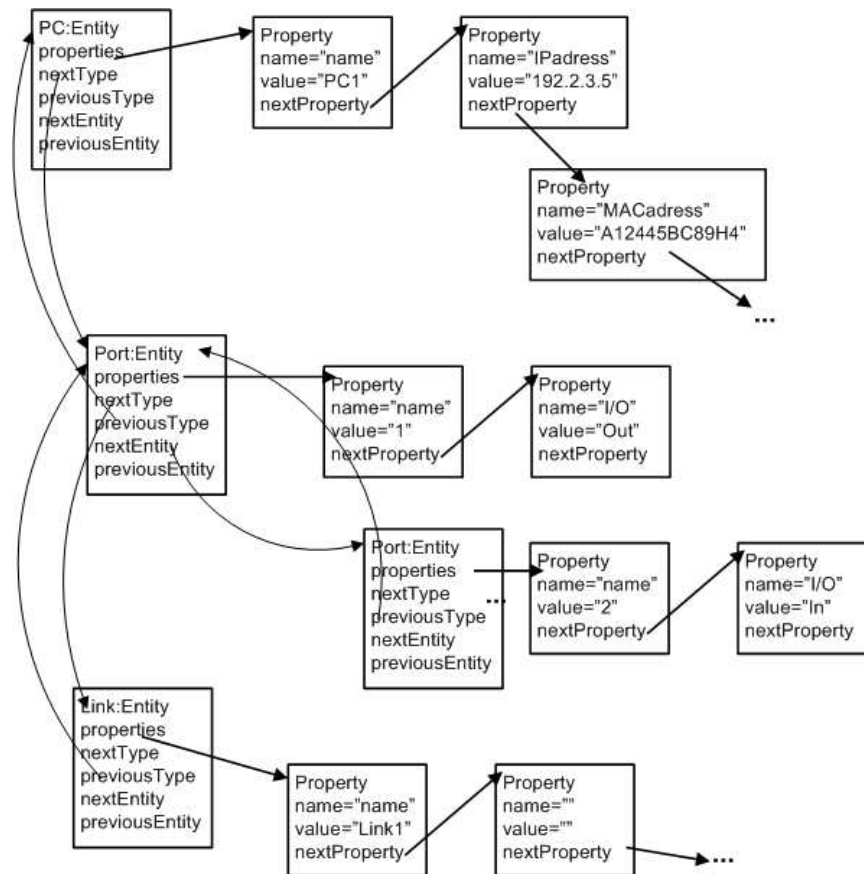 PC:Entity
properties
nextType
previousType
nextEntity
previousEntity
Property
name="name"
value="PC1"
nextProperty
Property
name="IPadress"
value="192.2.3.5"
nextProperty
Property
name="MACadress"
value="A12445BC89H4"
nextProperty
...
Port:Entity
properties
nextType
previousType
nextEntity
previousEntity
Property
name="name"
value="1"
nextProperty
Property
name="I/O"
value="Out"
nextProperty
Port:Entity
properties
nextType
previousType
nextEntity
previousEntity
...
Property
name="name"
value="2"
nextProperty
Property
name="I/O"
value="In"
nextProperty
Link:Entity
properties
nextType
previousType
nextEntity
previousEntity
Property
name="name"
value="Link1"
nextProperty
Property
name=""
value=""
nextProperty
...